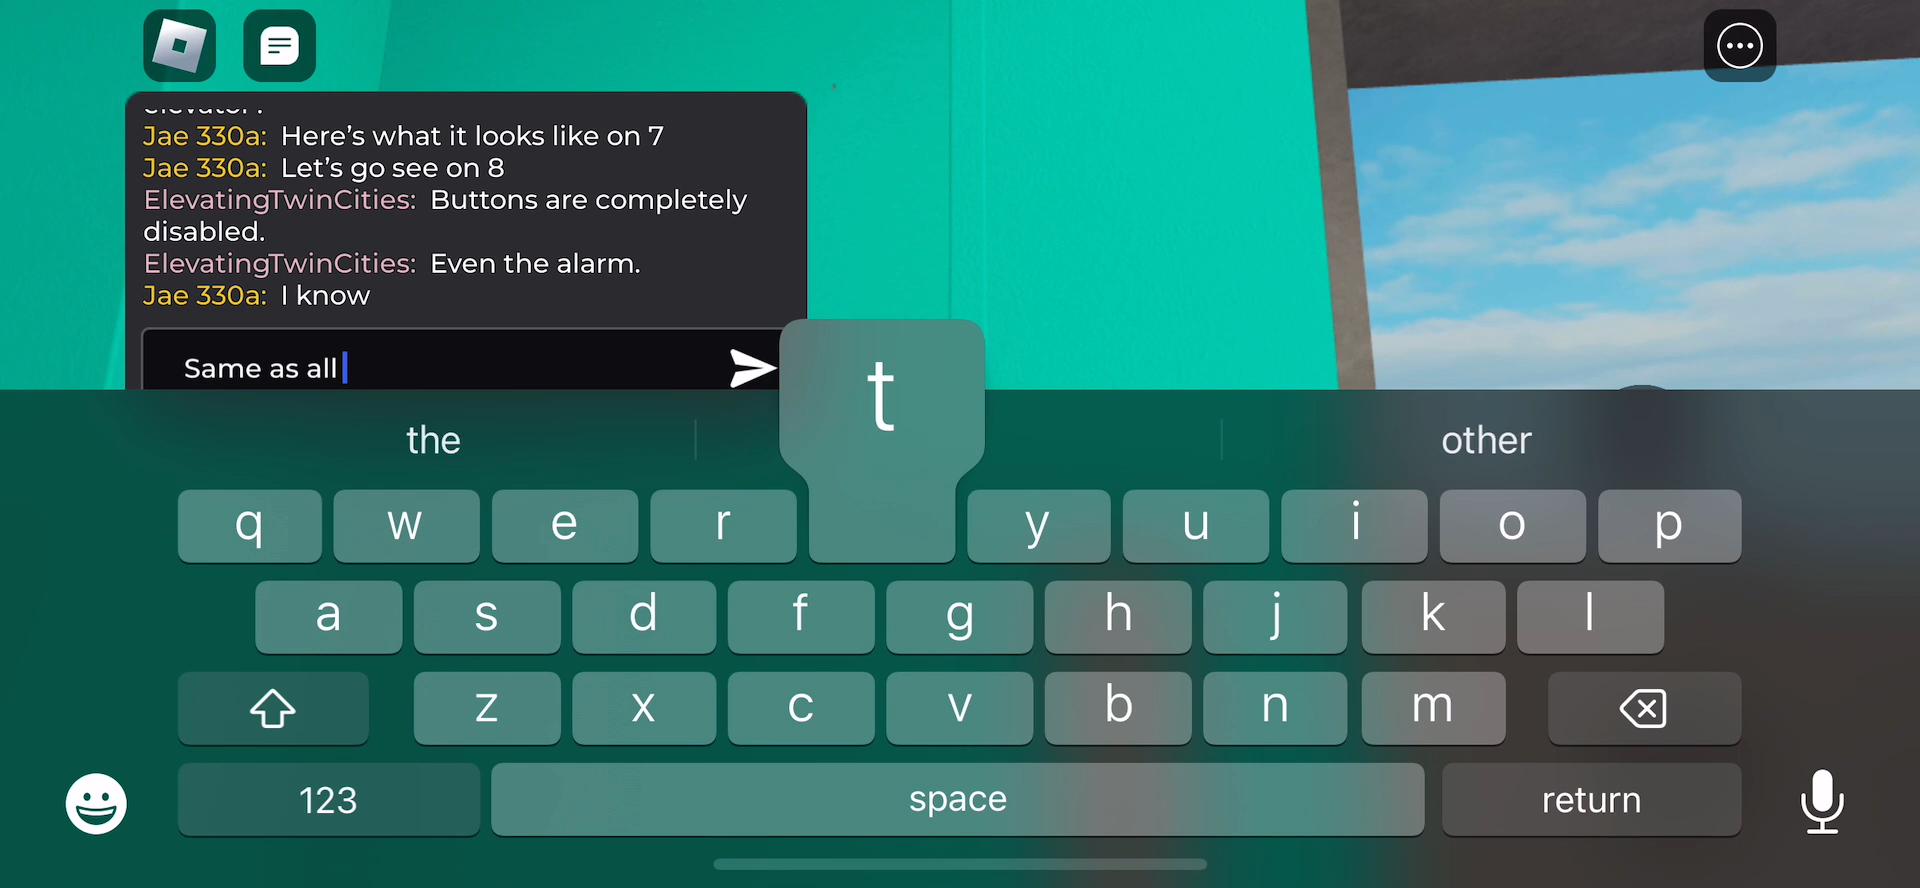 elevator?
Jae 330a: Here’s what it looks like on 7
Jae 330a: Let’s go see on 8
ElevatingTwinCities: Buttons are completely
disabled.
ElevatingTwinCities: Even the alarm.
Jae 330a: I know
Same as all
t
the other
q w e r y u i o p
a s d f g h j k l
z x c v b n m
123 space return